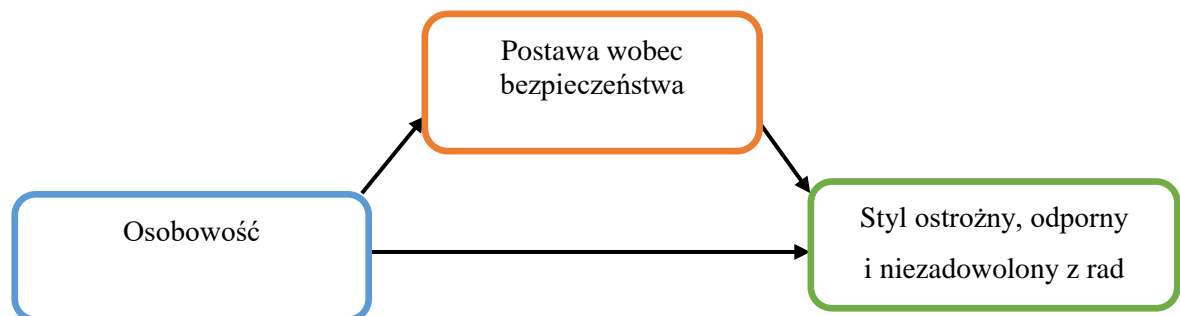 Postawa wobec
bezpieczeństwa
Osobowość
Styl ostrożny, odporny
i niezadowolony z rad